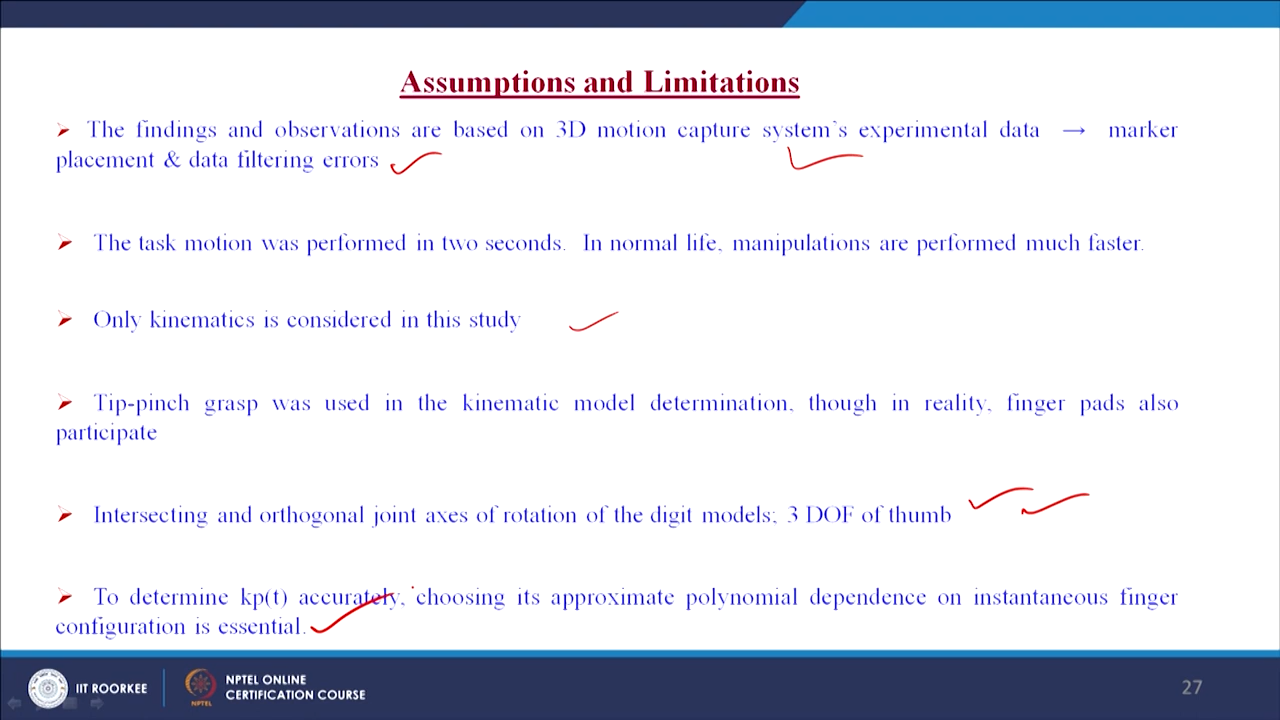 Assumptions and Limitations
➢ The findings and observations are based on 3D motion capture system`s experimental data → marker
placement & data filtering errors
➢ The task motion was performed in two seconds. In normal life, manipulations are performed much faster.
➢ Only kinematics is considered in this study
➢ Tip-pinch grasp was used in the kinematic model determination, though in reality, finger pads also
participate
➢ Intersecting and orthogonal joint axes of rotation of the digit models; 3 DOF of thumb
➢ To determine kp(t) accurately, choosing its approximate polynomial dependence on instantaneous finger
configuration is essential.
IIT ROORKEE
NPTEL
NPTEL ONLINE
CERTIFICATION COURSE
27